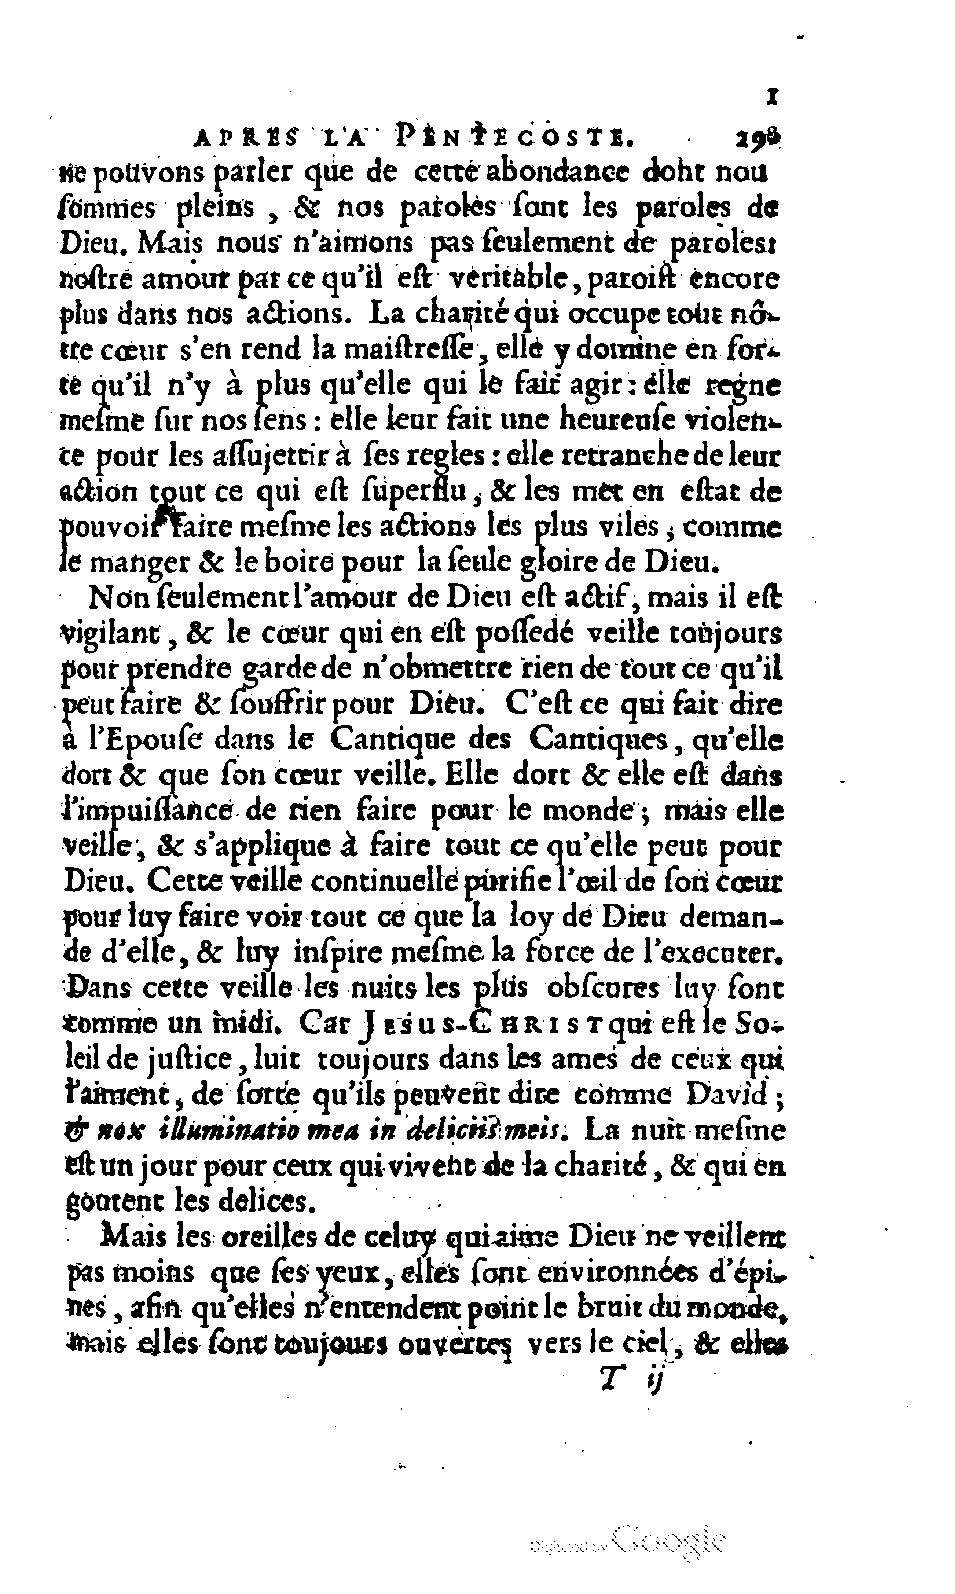 I
APRES LA PENTECOSTE. 29
ne pouvons parler que de cette abondance dont nou
ſommes pleins, & nos paroles ſont les paroles de
Dieu. Mais nous n'aimons pas ſeulement de paroles:
noſtre amour par ce qu'il eſt veritable, paroiſt encore
plus dans nos actions. La charité qui occupe tout nô-
tre cœur s'en rend la maiſtreſſe, elle y domine en ſor-
te qu'il n'y à plus qu'elle qui le fait agir: elle regne
meſme ſur nos ſens: elle leur fait une heureuſe violen-
ce pour les aſſujettir à ſes regles: elle retranche de leur
action tout ce qui eſt ſuperflu, & les met en eſtat de
pouvoir faire meſme les actions les plus viles, comme
le manger & le boire pour la ſeule gloire de Dieu.
Non ſeulement l'amour de Dieu eſt actif, mais il eſt
vigilant, & le cœur qui en eſt poſſedé veille toûjours
pour prendre garde de n'obmettre rien de tout ce qu'il
peut faire & ſouffrir pour Dieu. C'eſt ce qui fait dire
à l'Epouſe dans le Cantique des Cantiques, qu'elle
dort & que ſon cœur veille. Elle dort & elle eſt dans
l'impuiſſance de rien faire pour le monde; mais elle
veille, & s'applique à faire tout ce qu'elle peut pour
Dieu. Cette veille continuelle purifie l'œil de ſon cœur
pour luy faire voir tout ce que la loy de Dieu deman-
de d'elle, & luy inſpire meſme la force de l'executer.
Dans cette veille les nuits les plus obſcures luy ſont
comme un midi. Car JESUS-CHRIST qui eſt le So-
leil de juſtice, luit toujours dans les ames de ceux qui
l'aiment, de ſorte qu'ils peuvent dire comme David;
& nox illuminatio mea in deliciis meis. La nuit meſme
eſt un jour pour ceux qui vivent de la charité, & qui en
goutent les delices.
Mais les oreilles de celuy qui aime Dieu ne veillent
pas moins que ſes yeux, elles ſont environnées d'épi-
nes, afin qu'elles n'entendent point le bruit du monde,
mais elles ſont toujours ouvertes vers le ciel, & elles
T ij
Google